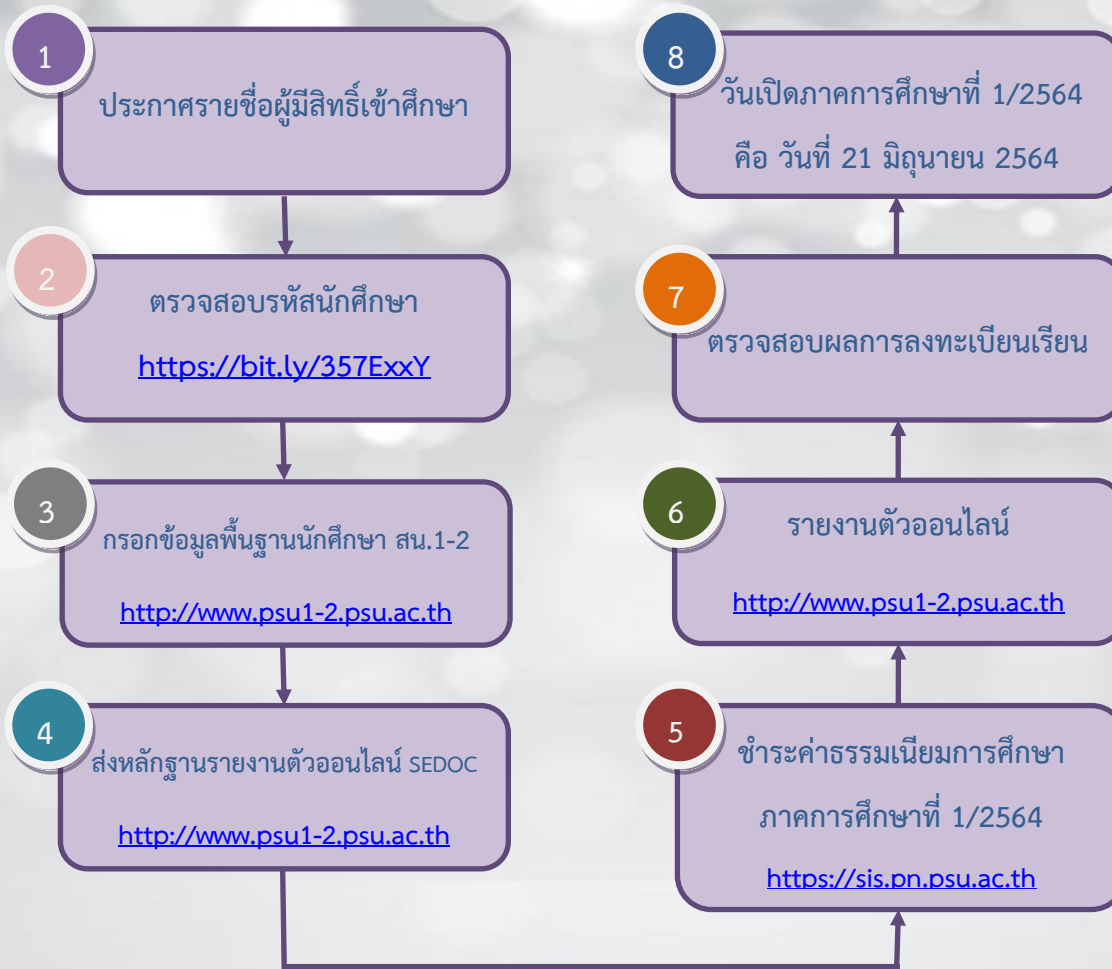 1
ประกาศรายชื่อผู้มีสิทธิ์เข้าศึกษา
2
ตรวจสอบรหัสนักศึกษา
https://bit.ly/357ExxY
3
กรอกข้อมูลพื้นฐานนักศึกษา สน.1-2
http://www.psu1-2.psu.ac.th
4
ส่งหลักฐานรายงานตัวออนไลน์ SEDOC
http://www.psu1-2.psu.ac.th
5
ชำระค่าธรรมเนียมการศึกษา
ภาคการศึกษาที่ 1/2564
https://sis.pn.psu.ac.th
6
รายงานตัวออนไลน์
http://www.psu1-2.psu.ac.th
7
ตรวจสอบผลการลงทะเบียนเรียน
8
วันเปิดภาคการศึกษาที่ 1/2564
คือ วันที่ 21 มิถุนายน 2564